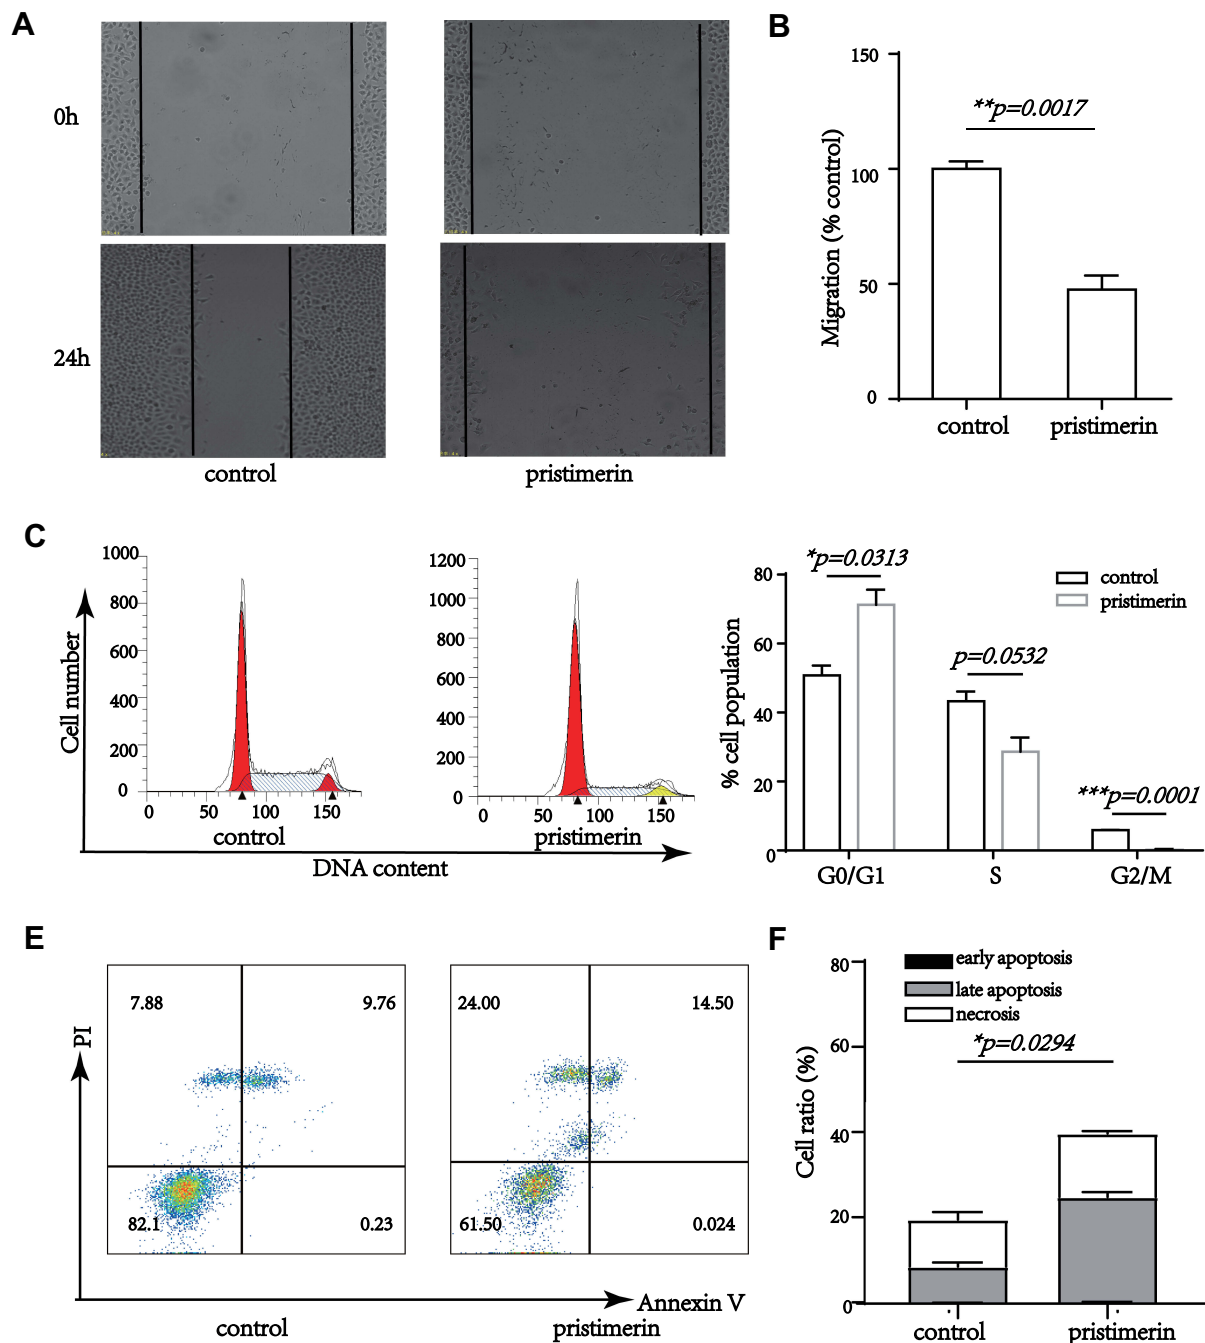 A
0h
24h
control
pristimerin
B
150
100
50
0
Migration (% control)
**p=0.0017
control
pristimerin
C
Cell number
1000
800
600
400
200
0
0
50
100
150
control
1200
1000
800
600
400
200
0
0
50
100
150
pristimerin
DNA content
80
60
40
20
0
% cell population
*p=0.0313
p=0.0532
***p=0.0001
control
pristimerin
G0/G1
S
G2/M
E
PI
7.88
9.76
82.1
0.23
24.00
14.50
61.50
0.024
Annexin V
control
pristimerin
F
80
60
40
20
0
Cell ratio (%)
early apoptosis
late apoptosis
necrosis
*p=0.0294
control
pristimerin